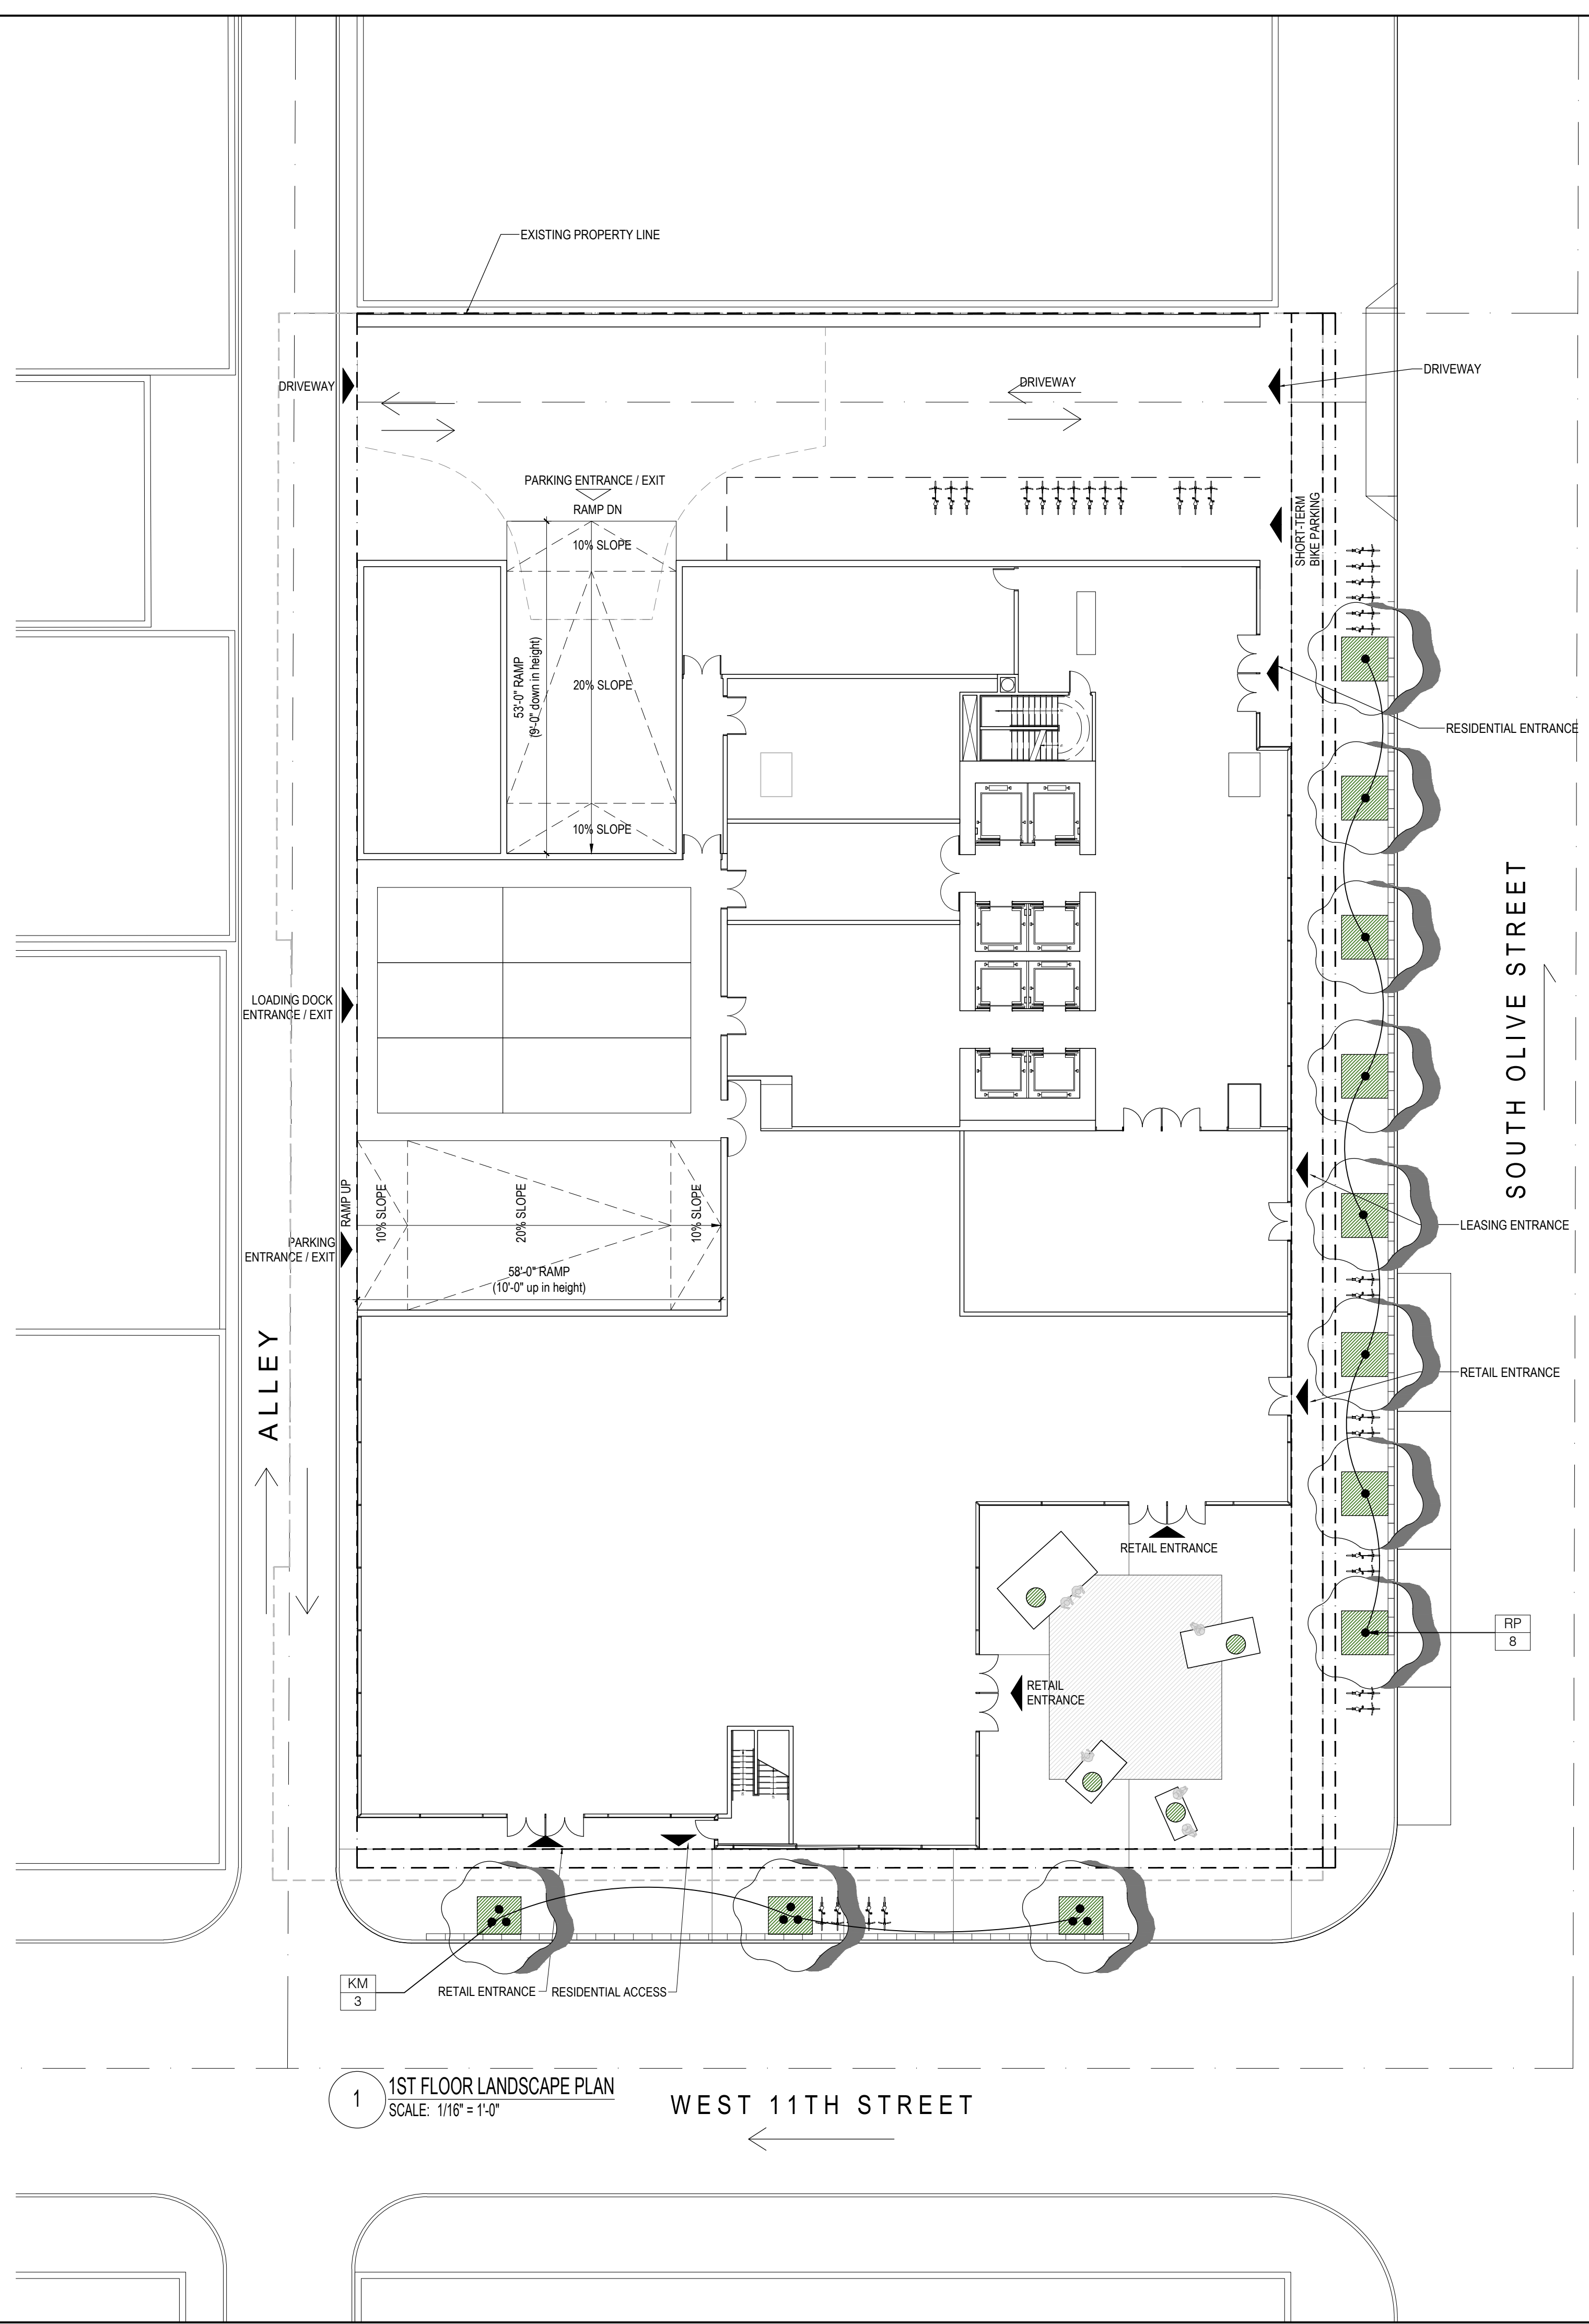 EXISTING PROPERTY LINE
DRIVEWAY
DRIVEWAY
DRIVEWAY
PARKING ENTRANCE / EXIT
RAMP DN
10% SLOPE
SHORT-TERM
BIKE PARKING
53'-0" RAMP
(9'-0" down in height)
20% SLOPE
10% SLOPE
RESIDENTIAL ENTRANCE
SOUTH OLIVE STREET
LOADING DOCK
ENTRANCE / EXIT
RAMP UP
10% SLOPE
20% SLOPE
10% SLOPE
PARKING
ENTRANCE / EXIT
58'-0" RAMP
(10'-0" up in height)
LEASING ENTRANCE
RETAIL ENTRANCE
ALLEY
RETAIL ENTRANCE
RP
8
RETAIL
ENTRANCE
KM
3
RETAIL ENTRANCE
RESIDENTIAL ACCESS
1
1ST FLOOR LANDSCAPE PLAN
SCALE: 1/16" = 1'-0"
WEST 11TH STREET